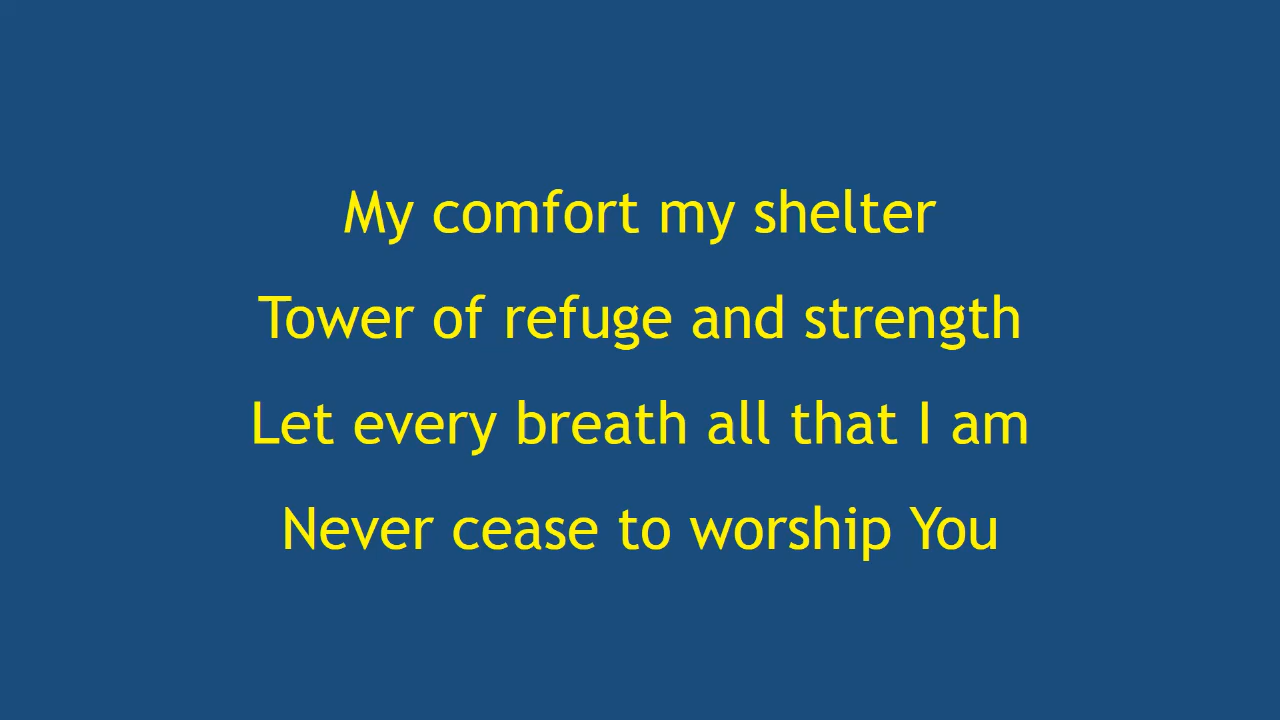 My comfort my shelter
Tower of refuge and strength
Let every breath all that I am
Never cease to worship You